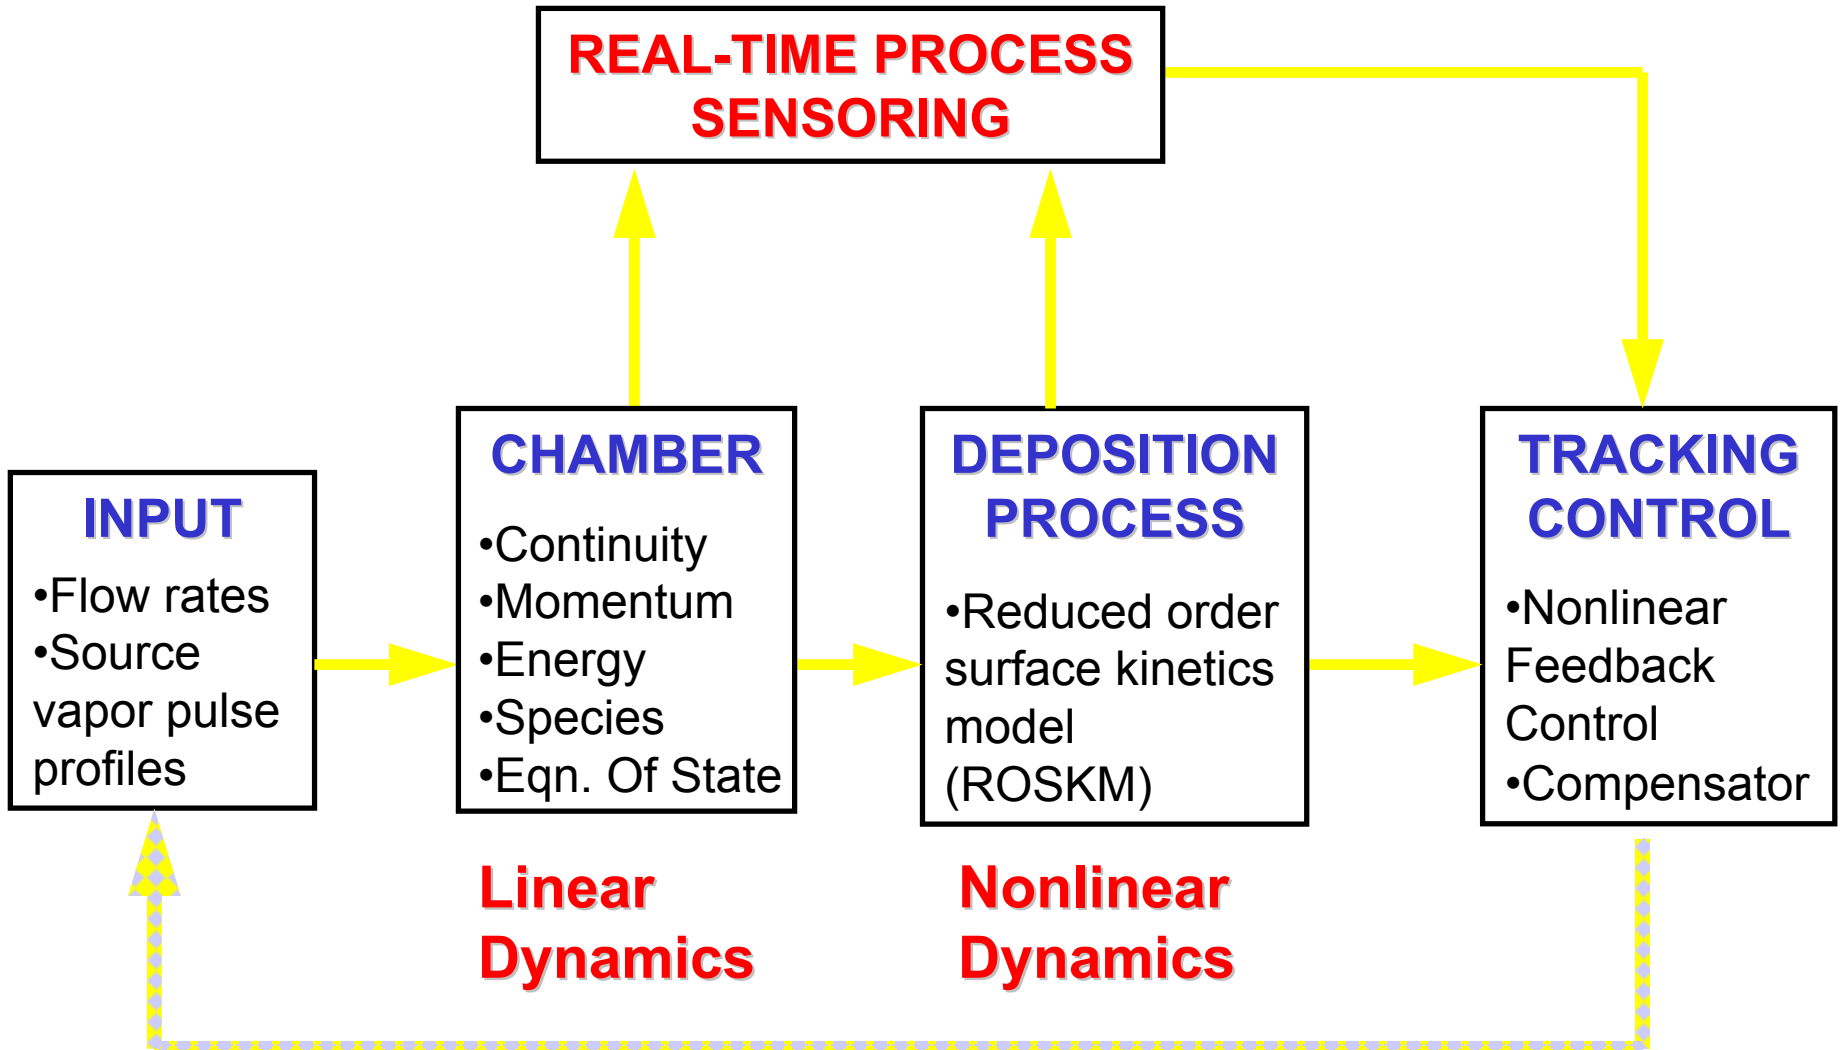 REAL-TIME PROCESS
SENSORING
INPUT
•Flow rates
•Source
vapor pulse
profiles
CHAMBER
•Continuity
•Momentum
•Energy
•Species
•Eqn. Of State
DEPOSITION
PROCESS
•Reduced order
surface kinetics
model
(ROSKM)
TRACKING
CONTROL
•Nonlinear
Feedback
Control
•Compensator
Linear
Dynamics
Nonlinear
Dynamics